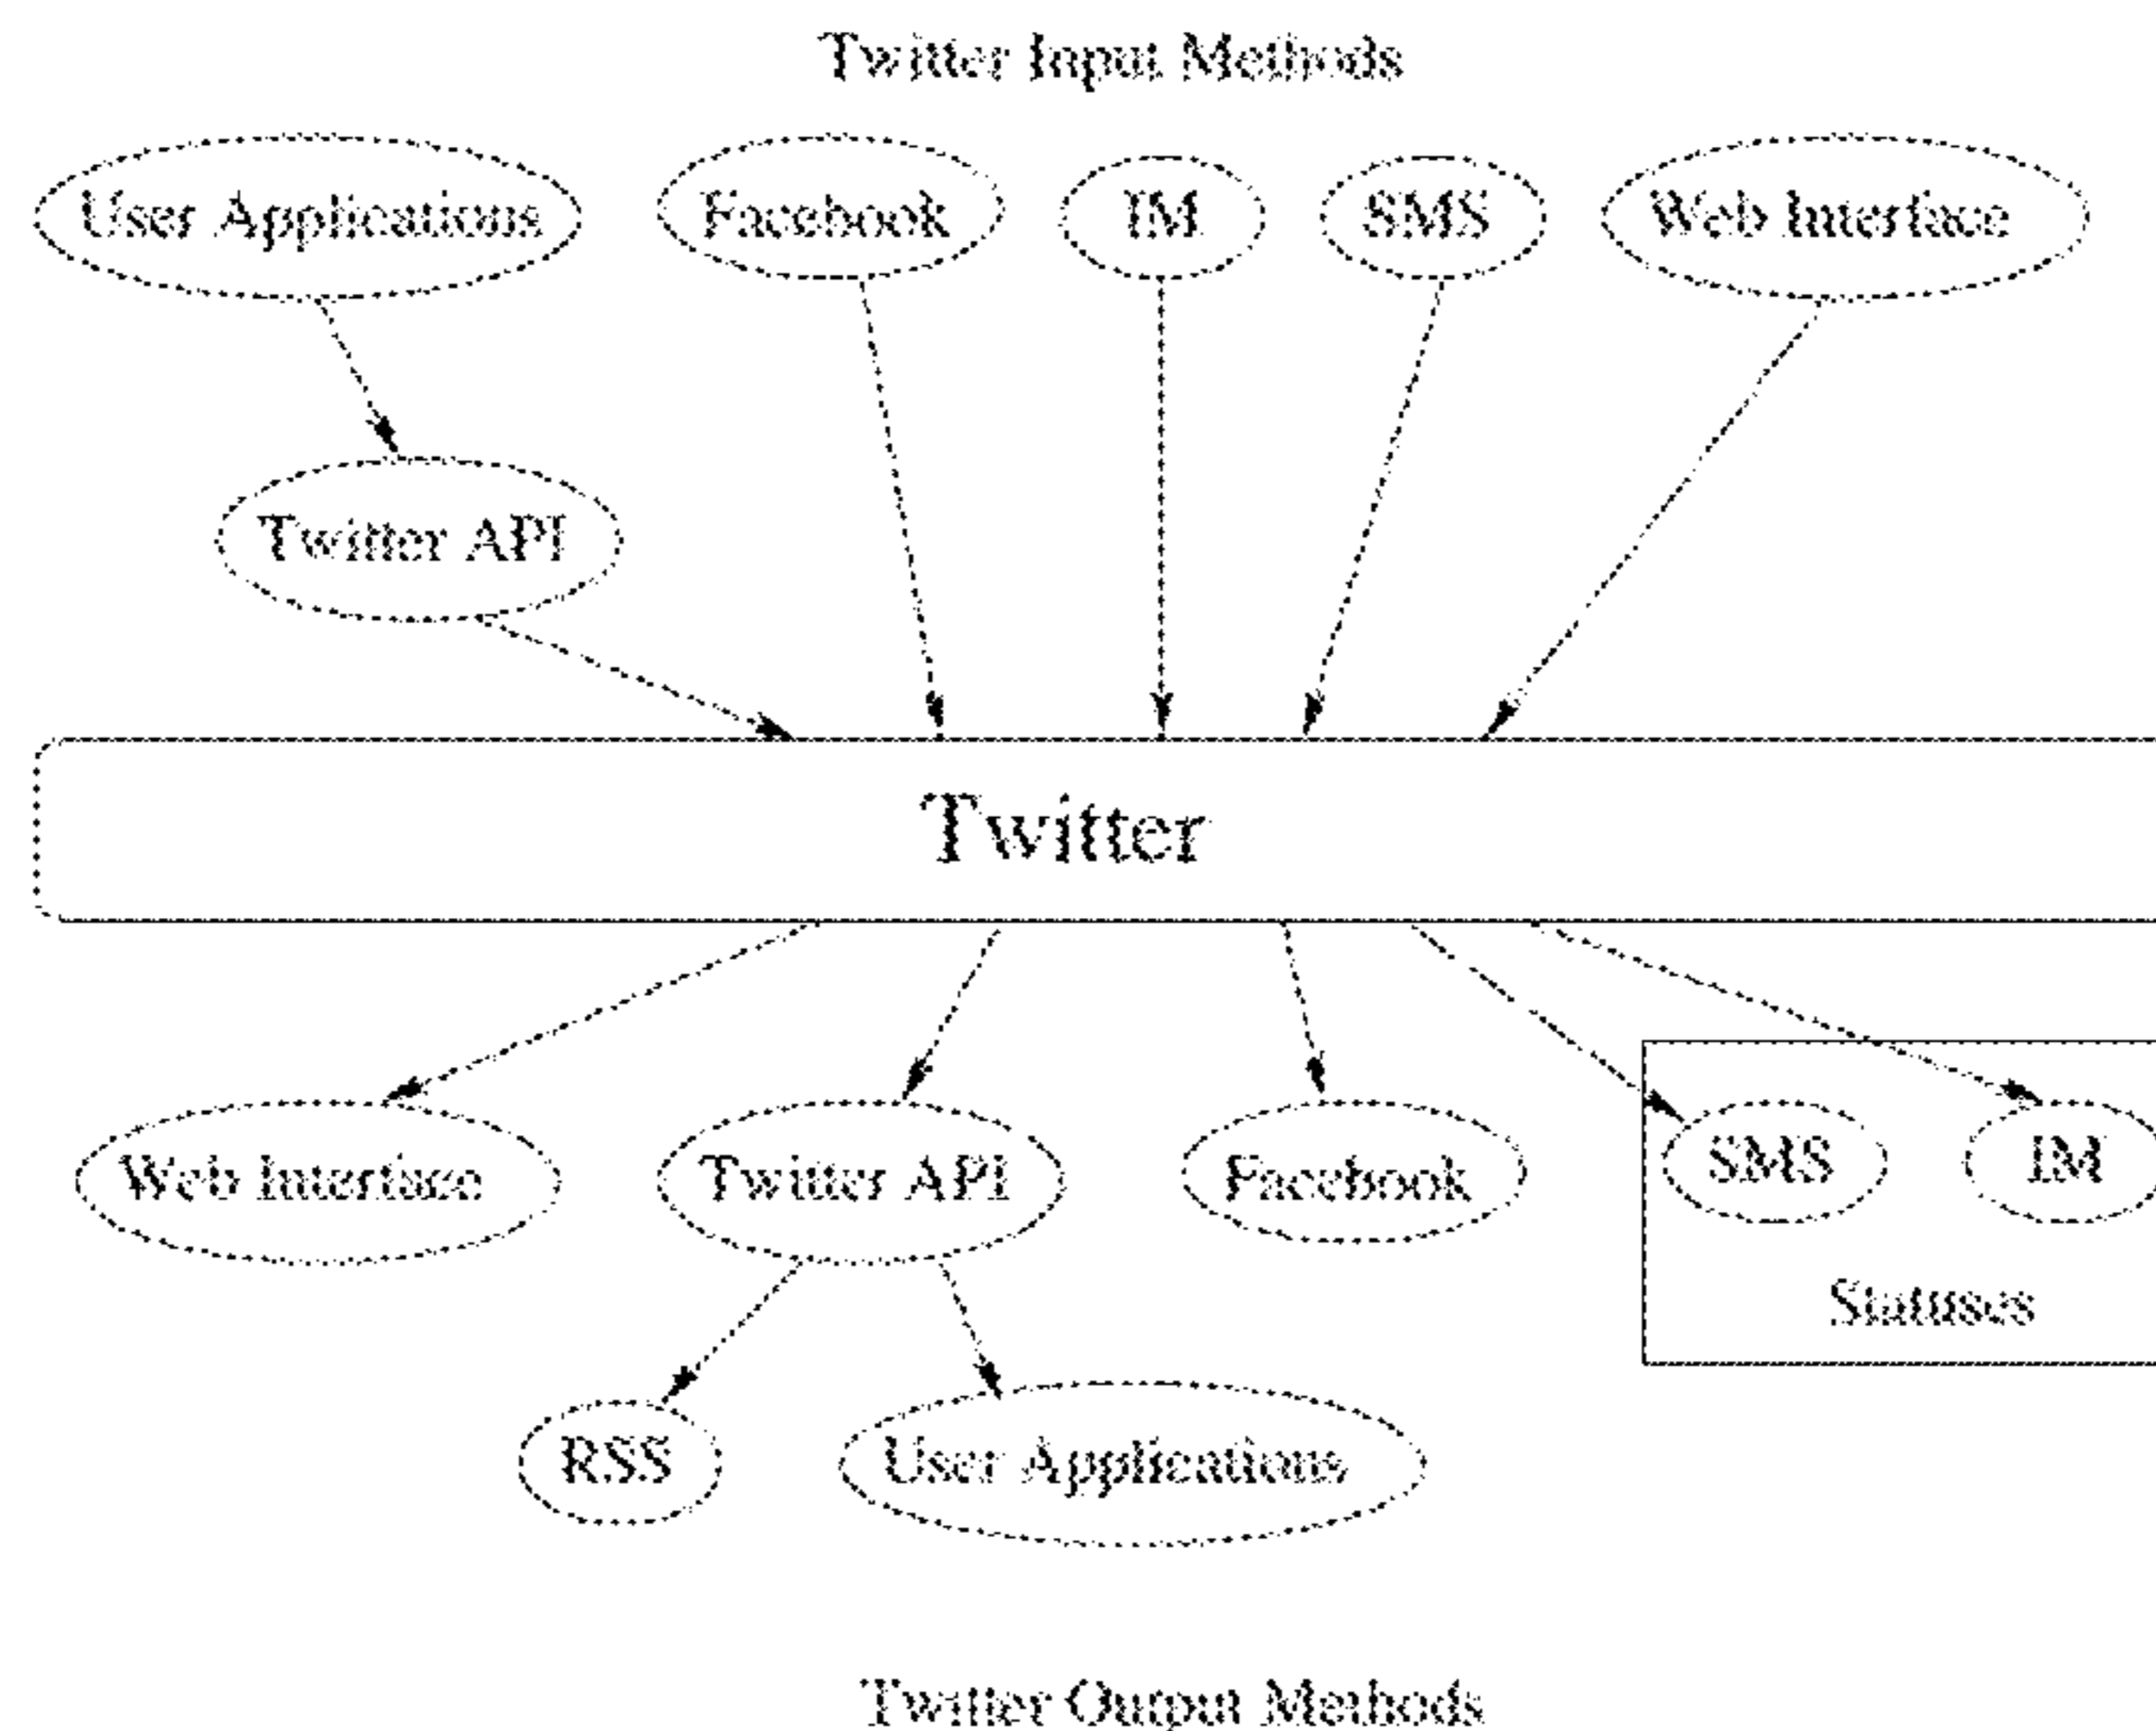 Twitter Input Methods
User Applications
Facebook
IM
SMS
Web Interface
Twitter API
Twitter
Web Interface
Twitter API
Facebook
SMS
IM
Statuses
RSS
User Applications
Twitter Output Methods